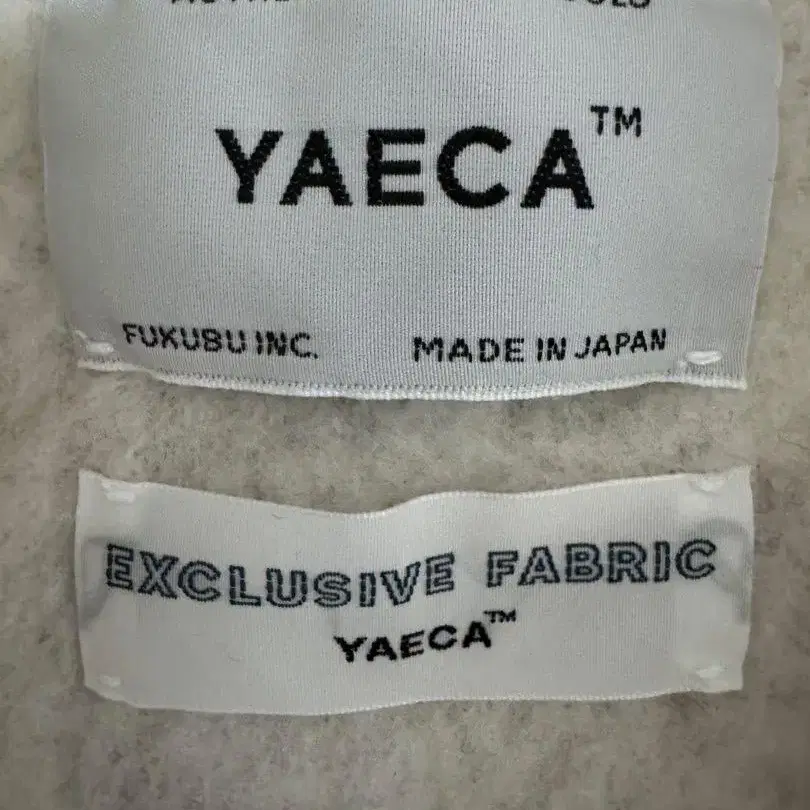 YAECA™
FUKUBU INC. MADE IN JAPAN
EXCLUSIVE FABRIC
YAECA™